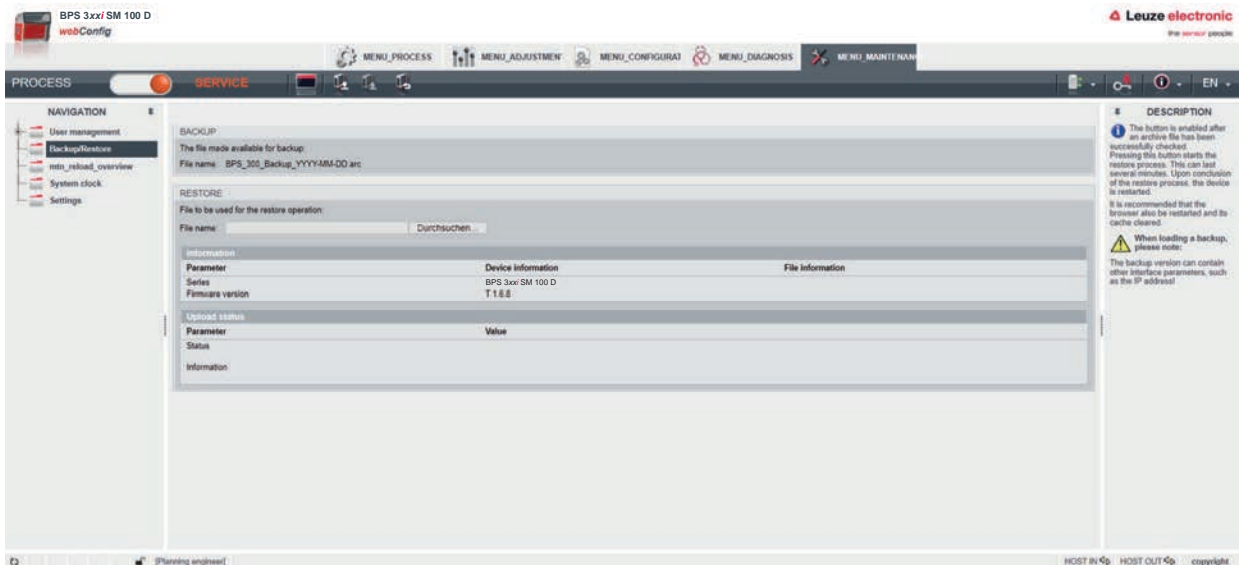 BPS 3xxi SM 100 D
webConfig
Leuze electronic
the sensor people
MENU_PROCESS
MENU_ADJUSTMENT
MENU_CONFIGURAT
MENU_DIAGNOSIS
MENU_MAINTENAN
PROCESS
SERVICE
EN
NAVIGATION
User management
Backup/Restore
mtn_reload_overview
System clock
Settings
BACKUP
The file made available for backup:
File name: BPS_300_Backup_YYYY-MM-DD.arc
RESTORE
File to be used for the restore operation:
File name:
Durchsuchen...
Information
Parameter Device information File information
Series BPS 3xxi SM 100 D
Firmware version T 1.6.8
Upload status
Parameter Value
Status
Information
DESCRIPTION
The button is enabled after
an archive file has been
successfully checked.
Pressing this button starts the
restore process. This can last
several minutes. Upon conclusion
of the restore process, the device
is restarted.
It is recommended that the
browser also be restarted and its
cache cleared.
When loading a backup,
please note:
The backup version can contain
other interface parameters, such
as the IP address!
[Planning engineer]
HOST IN
HOST OUT
copyright